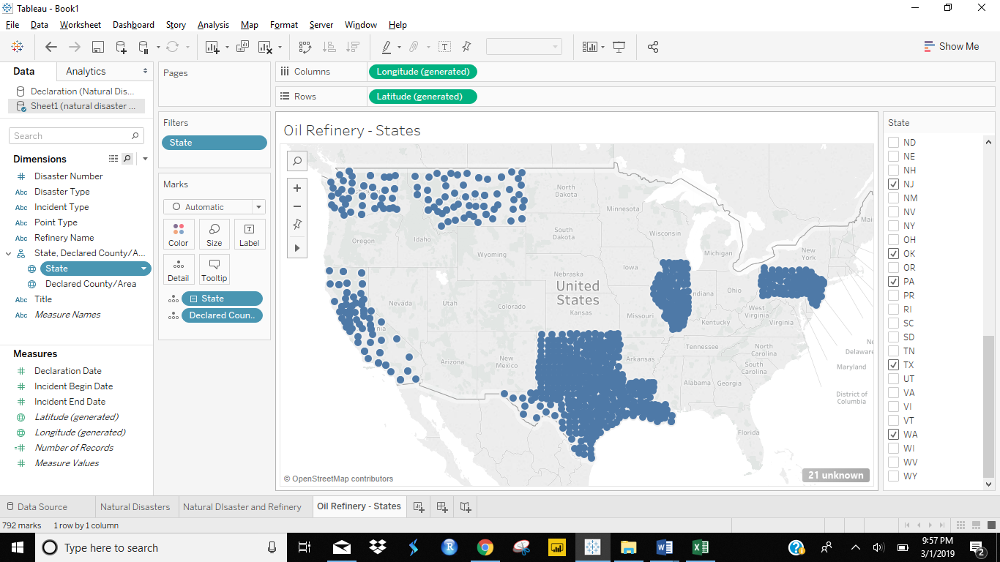 Tableau - Book1
File Data Worksheet Dashboard Story Analysis Map Format Server Window Help
Show Me
Data Analytics
Declaration (Natural Dis...
Sheet1 (natural disaster ...
Search
Dimensions
# Disaster Number
Abc Disaster Type
Abc Incident Type
Abc Point Type
Abc Refinery Name
State, Declared County/A...
State
Declared County/Area
Abc Title
Abc Measure Names
Measures
# Declaration Date
# Incident Begin Date
# Incident End Date
Latitude (generated)
Longitude (generated)
=# Number of Records
# Measure Values
Pages
Filters
State
Marks
Automatic
Color Size Label
Detail Tooltip
State
Declared Coun..
Columns Longitude (generated)
Rows Latitude (generated)
Oil Refinery - States
North
Dakota
Minnesota
Wisconsin
Michigan
Oregon
Idaho
South
Dakota
Wyoming
Iowa
New
York
Nebraska
United
States
Nevada
Utah
Colorado
Kansas
Missouri
Indiana
Ohio
West
Virginia
Kentucky
Virginia
Arizona
New
Mexico
Arkansas
Tennessee
North
Carolina
South
Carolina
Alabama
Georgia
Maryland
District of
Columbia
Florida
© OpenStreetMap contributors
21 unknown
State
ND
NE
NH
NJ
NM
NV
NY
OH
OK
OR
PA
PR
RI
SC
SD
TN
TX
UT
VA
VI
VT
WA
WI
WV
WY
Data Source Natural Disasters Natural DIsaster and Refinery Oil Refinery - States
792 marks 1 row by 1 column
Type here to search
9:57 PM
3/1/2019
2